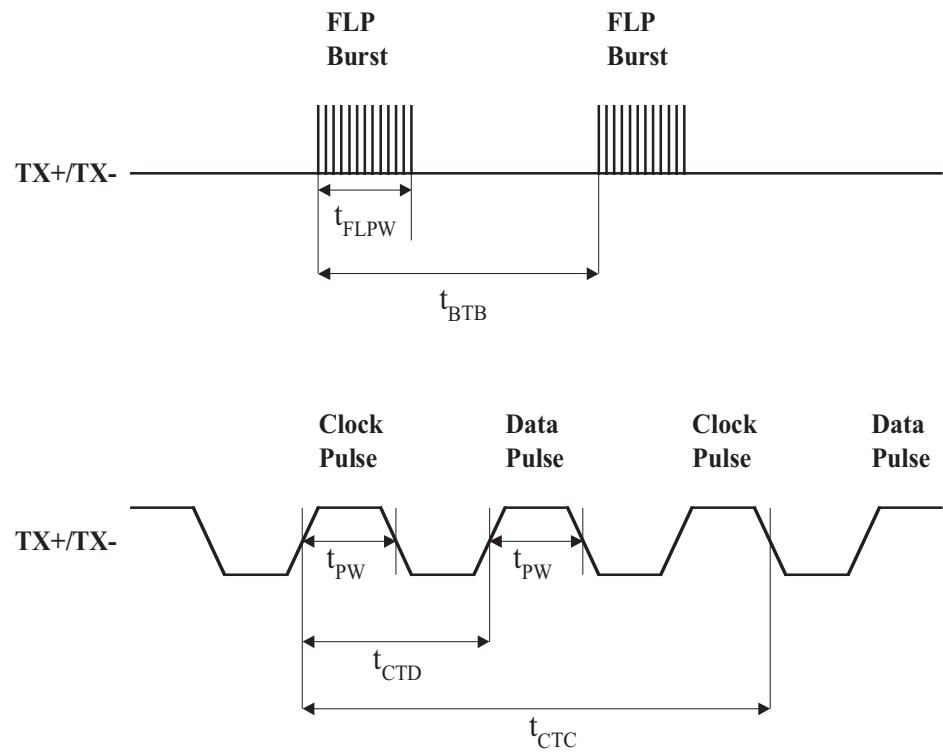 FLP
Burst
FLP
Burst
TX+/TX-
tFLPW
tBTB
Clock
Pulse
Data
Pulse
Clock
Pulse
Data
Pulse
TX+/TX-
tPW
tPW
tCTD
tCTC